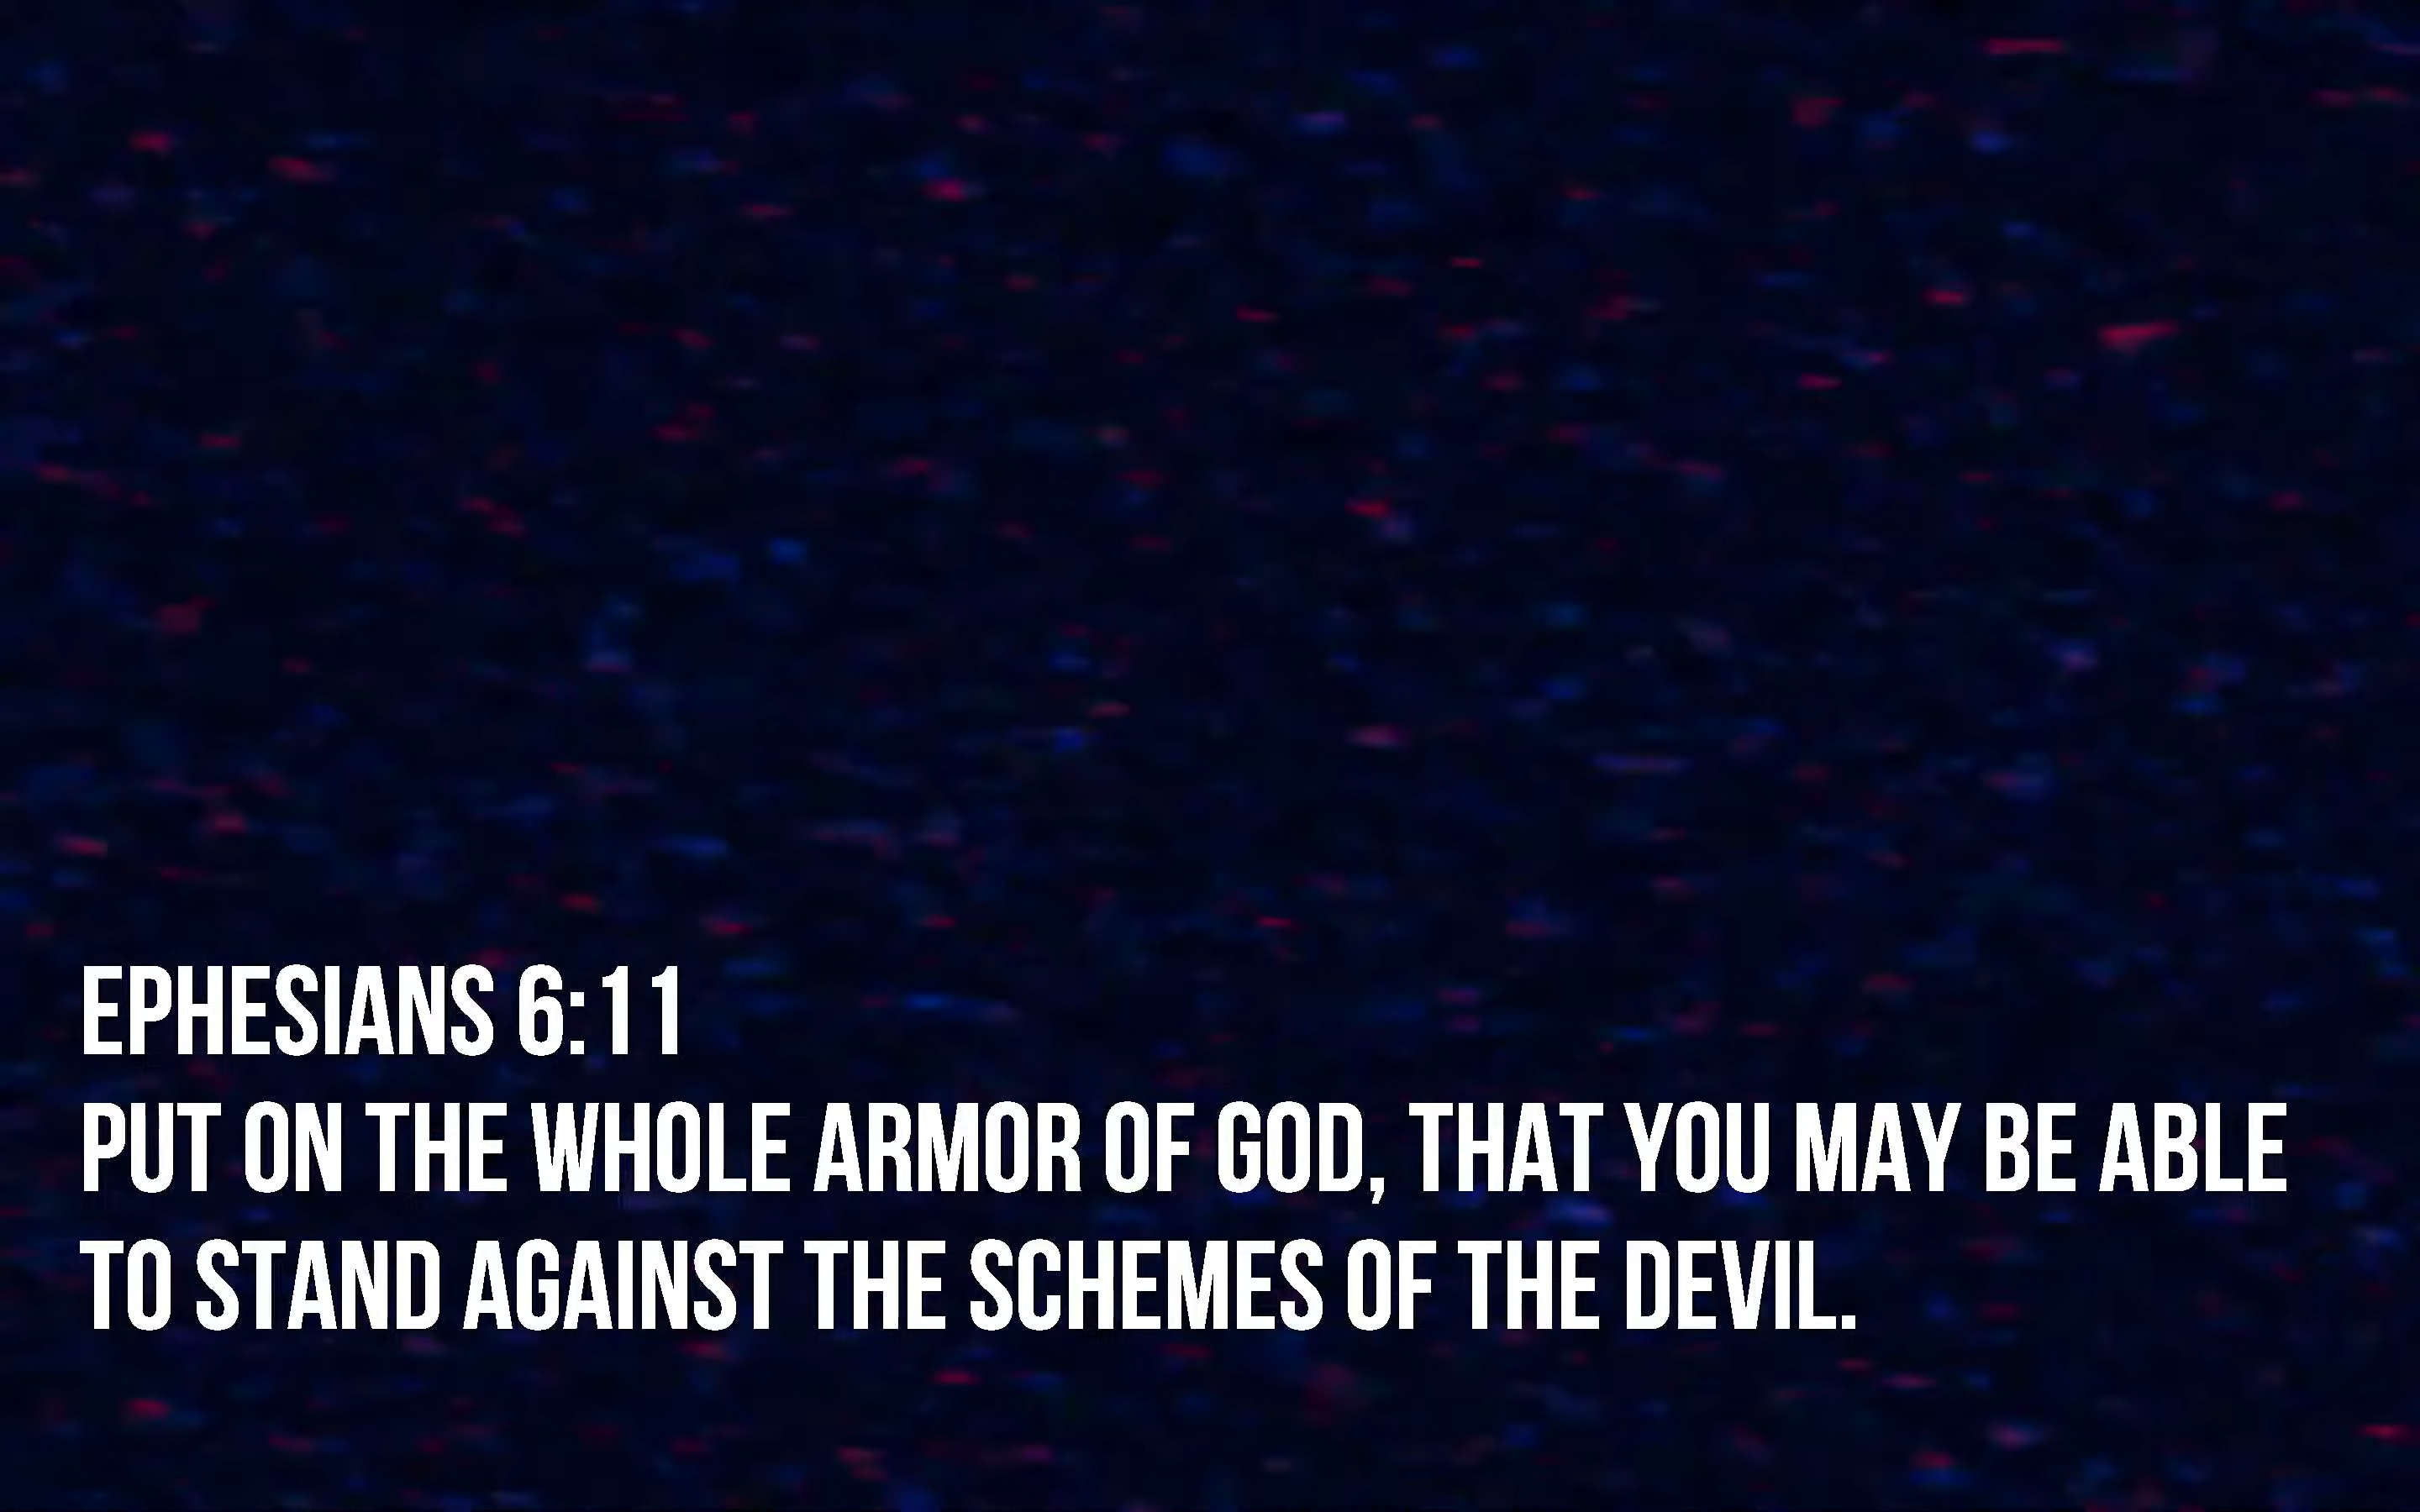 EPHESIANS 6:11
PUT ON THE WHOLE ARMOR OF GOD, THAT YOU MAY BE ABLE
TO STAND AGAINST THE SCHEMES OF THE DEVIL.